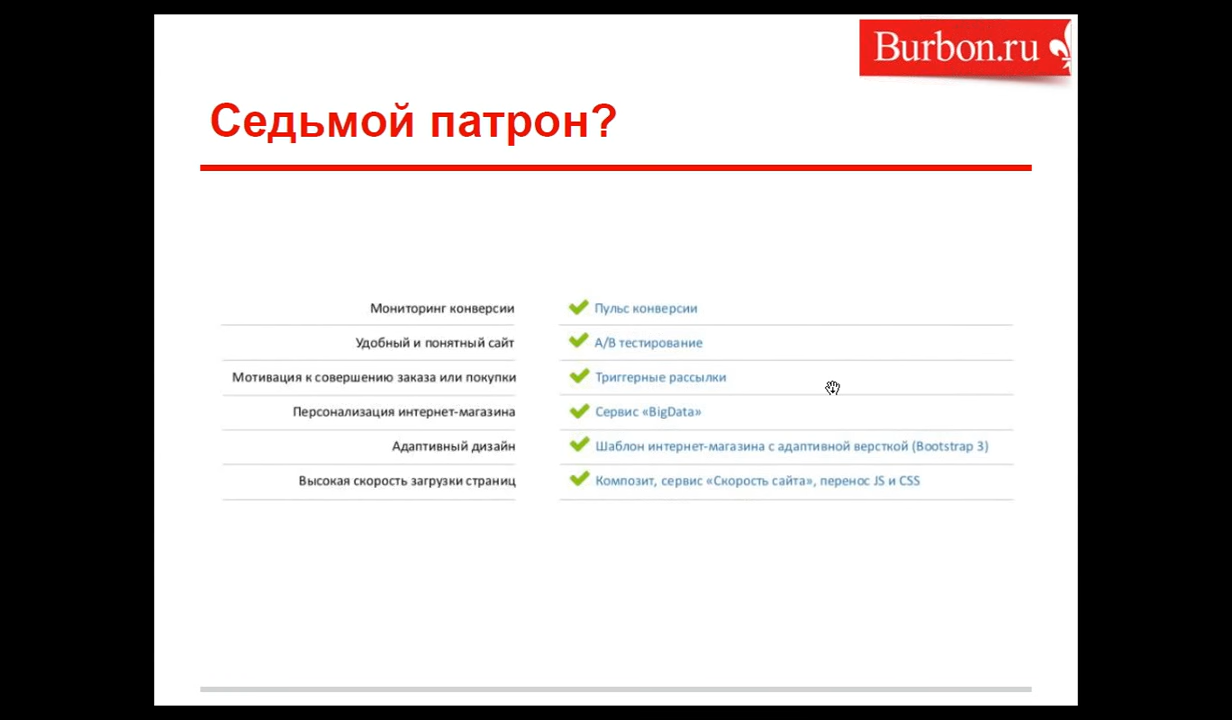 Burbon.ru
Седьмой патрон?
Мониторинг конверсии Пульс конверсии
Удобный и понятный сайт A/B тестирование
Мотивация к совершению заказа или покупки Триггерные рассылки
Персонализация интернет-магазина Сервис «BigData»
Адаптивный дизайн Шаблон интернет-магазина с адаптивной версткой (Bootstrap 3)
Высокая скорость загрузки страниц Композит, сервис «Скорость сайта», перенос JS и CSS